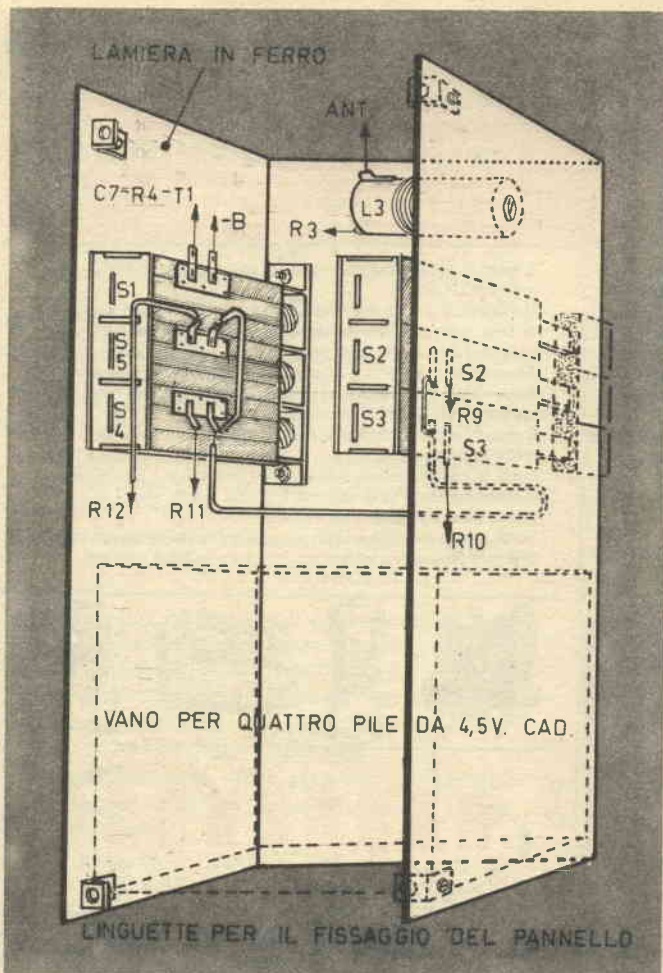 LAMIERA IN FERRO
ANT.
C7-R4-T1
-B
L3
R3
S1
S5
S4
S2
S3
S2
R9
S3
R12
R11
R10
VANO PER QUATTRO PILE DA 4,5V. CAD.
LINGUETTE PER IL FISSAGGIO DEL PANNELLO